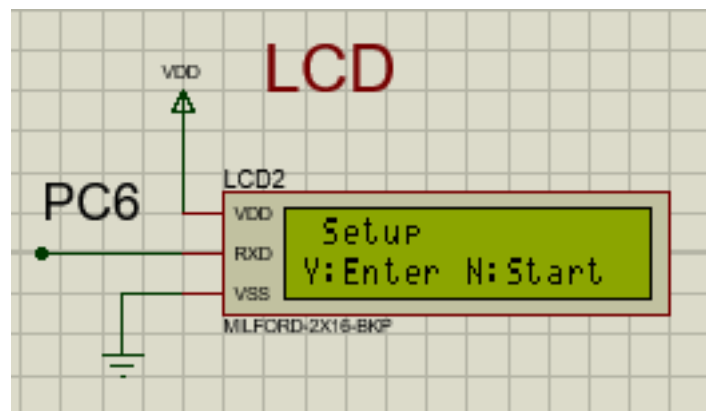 LCD
VDD
LCD2
PC6
VDD
Setup
RXD
Y:Enter N:Start
VSS
MILFORD-2X16-BKP